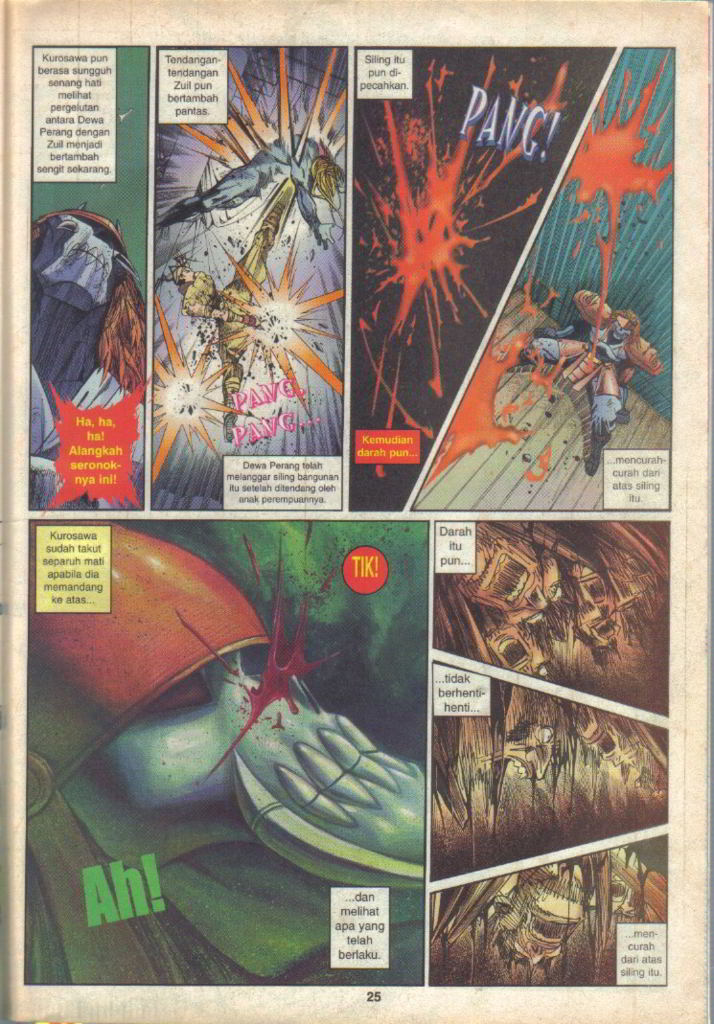 Kurosawa pun
berasa sungguh
senang hati
melihat
pergelutan
antara Dewa
Perang dengan
Zuil menjadi
bertambah
sengit sekarang.
Ha, ha,
ha!
Alangkah
seronok-
nya ini!
Tendangan-
tendangan
Zuil pun
bertambah
pantas.
PANG,
PANG...
Dewa Perang telah
melanggar siling bangunan
itu setelah ditendang oleh
anak perempuannya.
Siling itu
pun di-
pecahkan.
PANG!
Kemudian
darah pun...
...mencurah-
curah dari
atas siling
itu.
Kurosawa
sudah takut
separuh mati
apabila dia
memandang
ke atas...
TIK!
Ah!
...dan
melihat
apa yang
telah
berlaku.
Darah
itu
pun...
...tidak
berhenti-
henti...
...men-
curah
dari atas
siling itu.
25